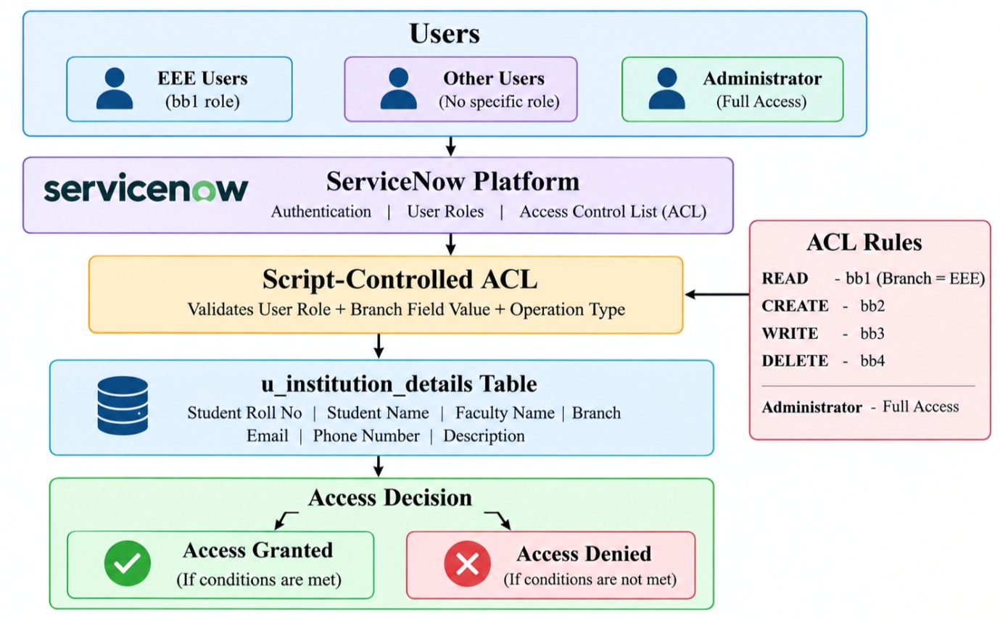 Users
EEE Users
(bb1 role)
Other Users
(No specific role)
Administrator
(Full Access)
servicenow
ServiceNow Platform
Authentication | User Roles | Access Control List (ACL)
Script-Controlled ACL
Validates User Role + Branch Field Value + Operation Type
ACL Rules
READ - bb1 (Branch = EEE)
CREATE - bb2
WRITE - bb3
DELETE - bb4
Administrator - Full Access
u_institution_details Table
Student Roll No | Student Name | Faculty Name | Branch
Email | Phone Number | Description
Access Decision
Access Granted
(If conditions are met)
Access Denied
(If conditions are not met)